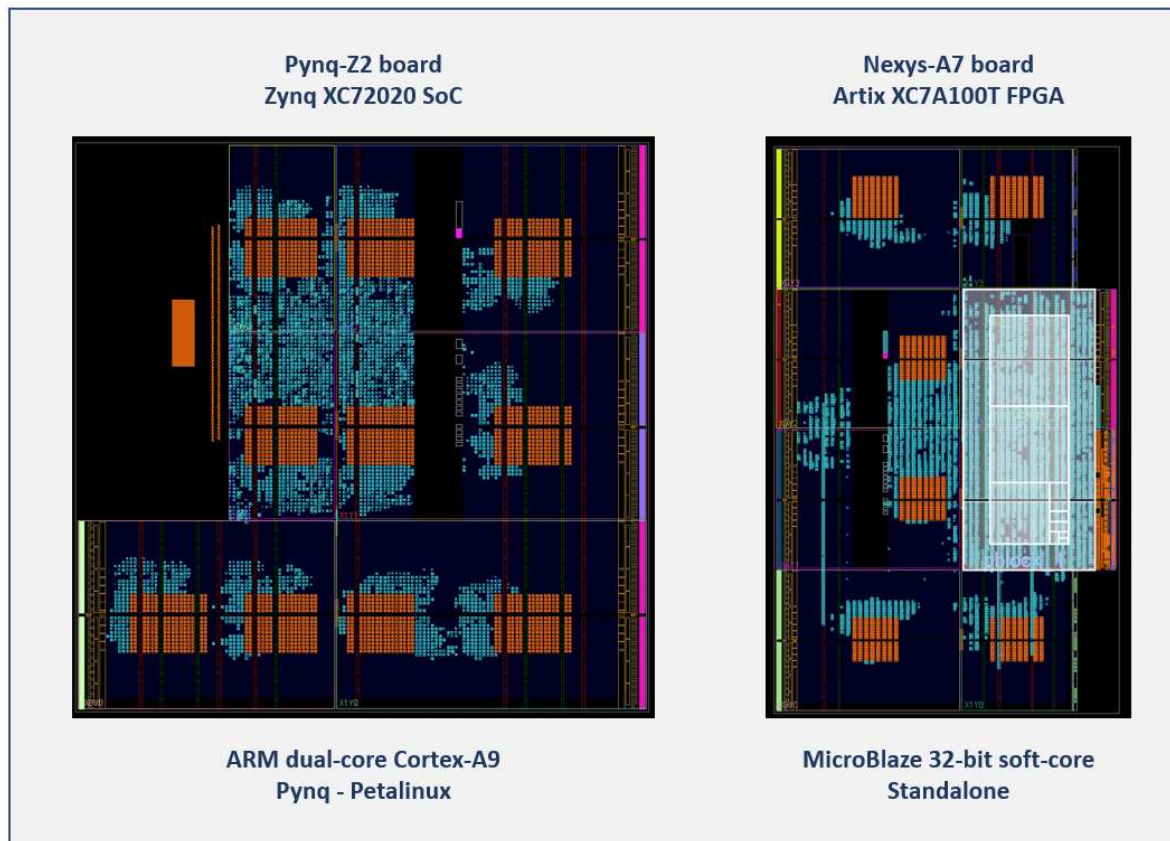 Pynq-Z2 board
Zynq XC72020 SoC
Nexys-A7 board
Artix XC7A100T FPGA
X1Y0
ARM dual-core Cortex-A9
Pynq - Petalinux
MicroBlaze 32-bit soft-core
Standalone